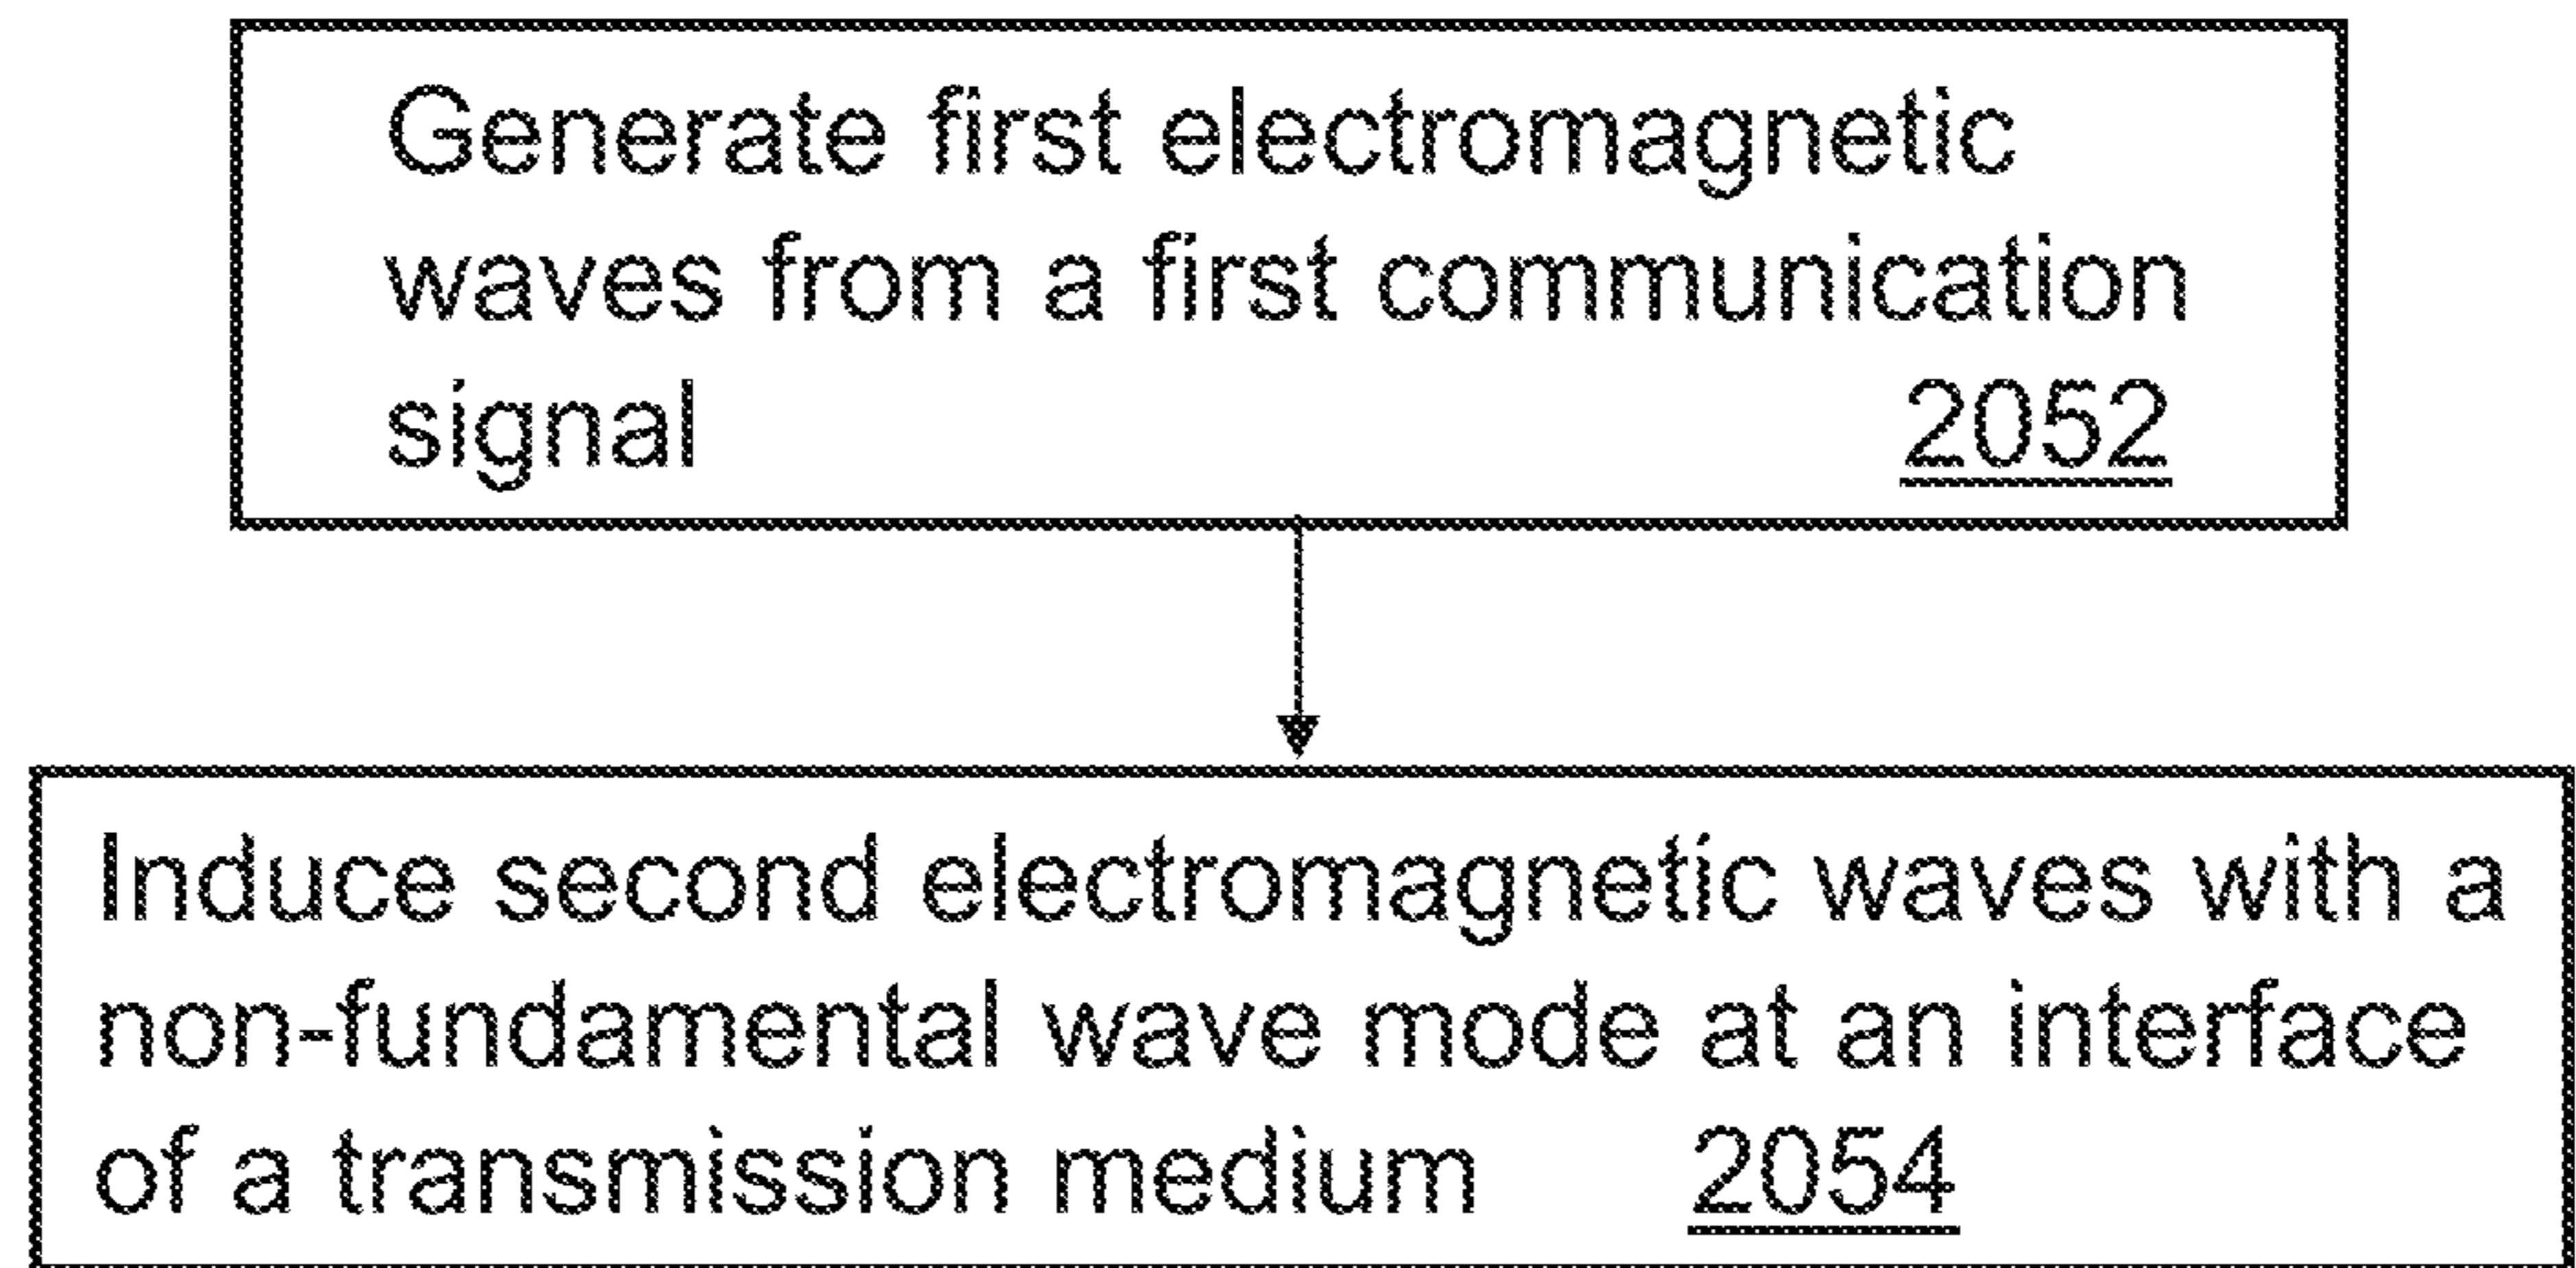 Generate first electromagnetic
waves from a first communication
signal 2052
Induce second electromagnetic waves with a
non-fundamental wave mode at an interface
of a transmission medium 2054